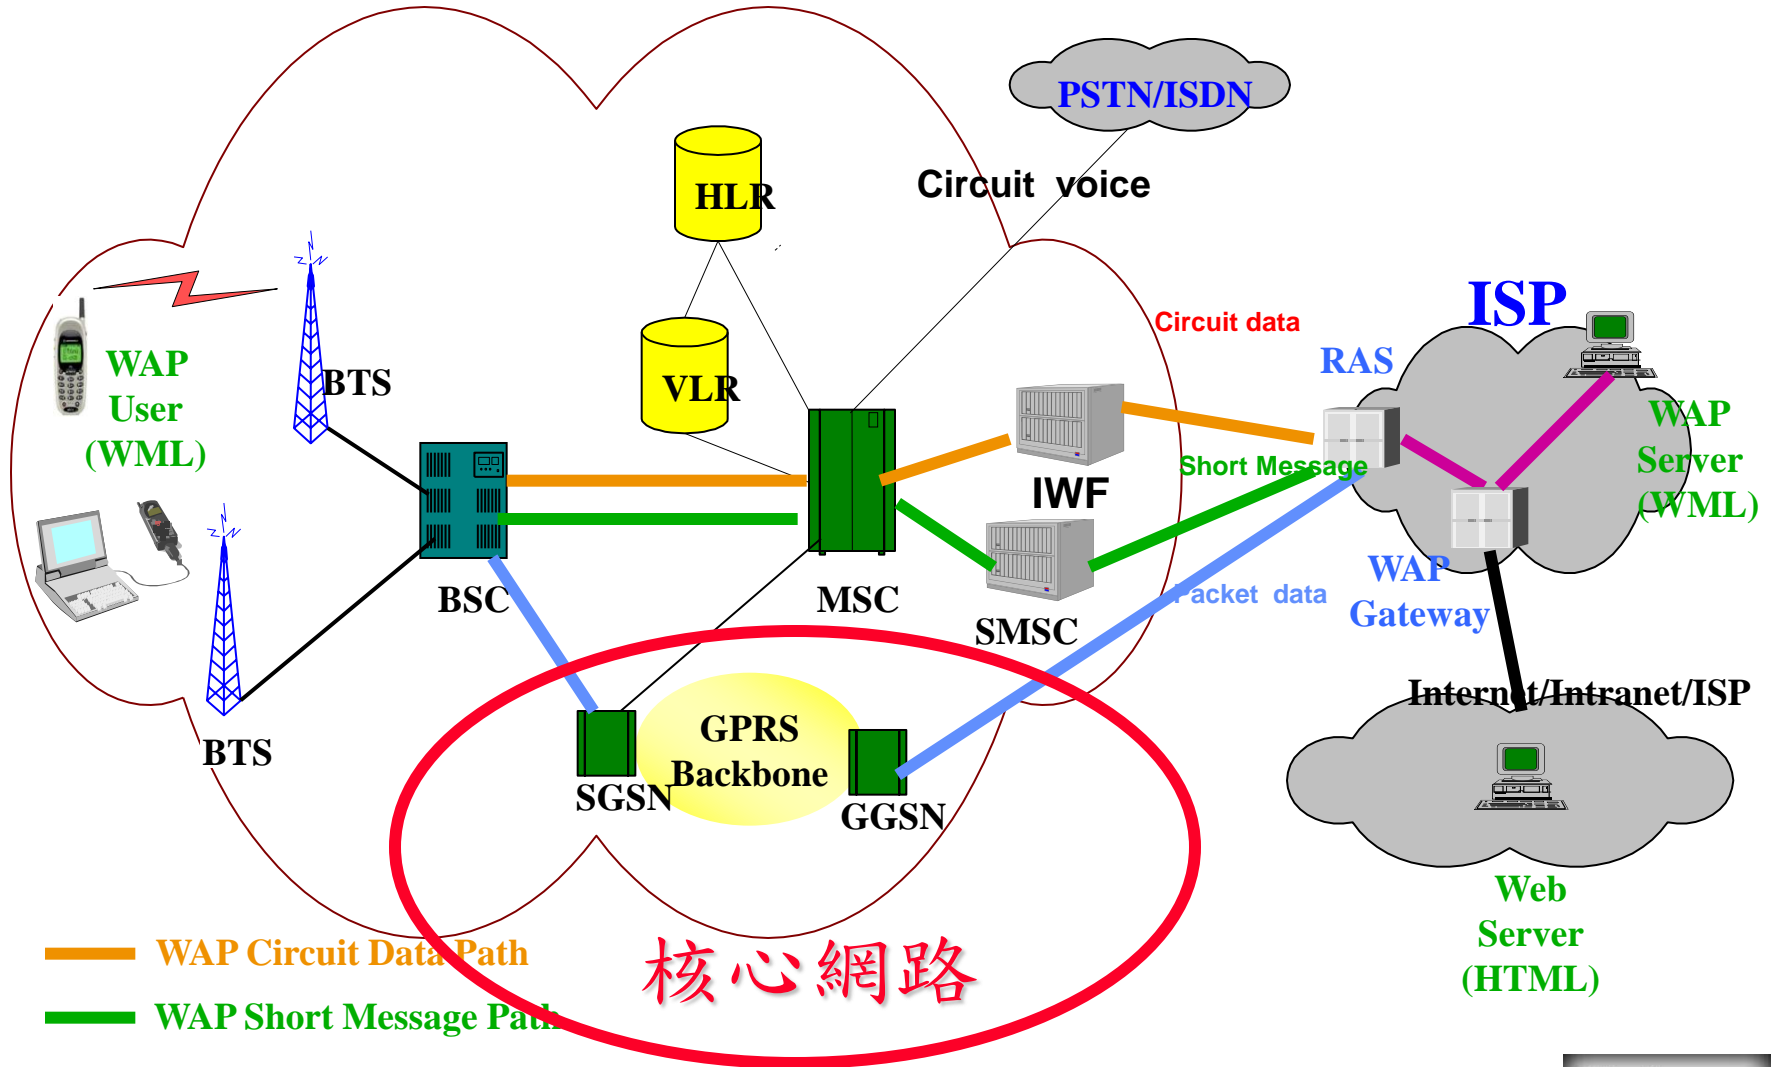 PSTN/ISDN
HLR
Circuit voice
ISP
Circuit data
RAS
WAP
User
(WML)
BTS
VLR
WAP
Server
(WML)
Short Message
IWF
BSC
MSC
SMSC
Packet data
WAP
Gateway
Internet/Intranet/ISP
BTS
GPRS
Backbone
SGSN
GGSN
Web
Server
(HTML)
WAP Circuit Data Path
核心網路
WAP Short Message Path